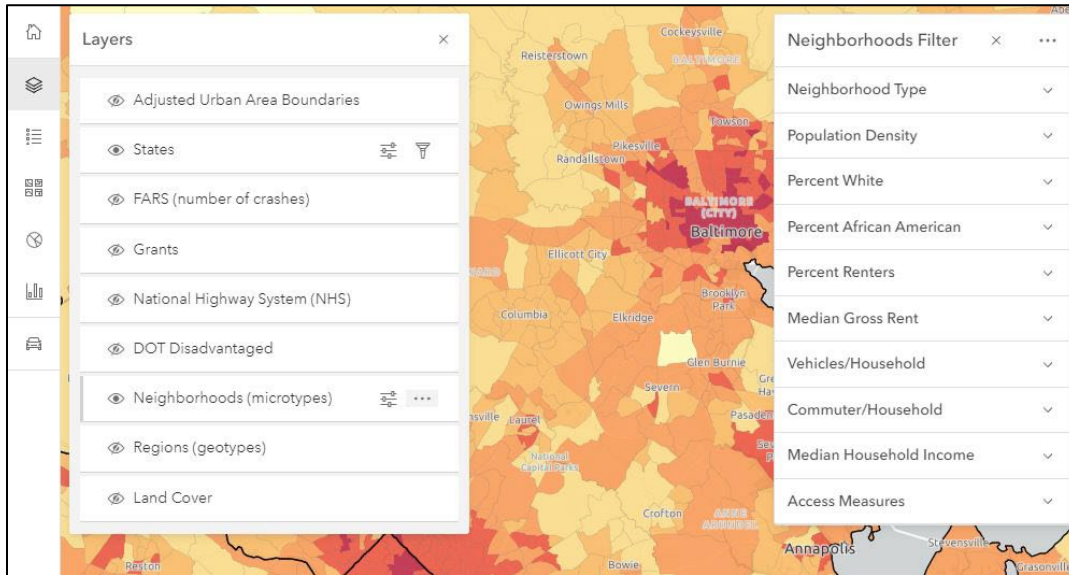 Layers
Adjusted Urban Area Boundaries
States
FARS (number of crashes)
Grants
National Highway System (NHS)
DOT Disadvantaged
Neighborhoods (microtypes)
Regions (geotypes)
Land Cover
Cockeysville
Reisterstown
BALTIMORE
Owings Mills
Towson
Pikesville
Randallstown
BALTIMORE
(CITY)
Baltimore
Ellicott City
Brooklyn
Park
Columbia
Elkridge
Glen Burnie
Severn
Laurel
National
Capital Parks
Crofton
ANNE
ARUNDEL
Annapolis
Stevensville
Grasonville
Reston
Bowie
Neighborhoods Filter
Neighborhood Type
Population Density
Percent White
Percent African American
Percent Renters
Median Gross Rent
Vehicles/Household
Commuter/Household
Median Household Income
Access Measures